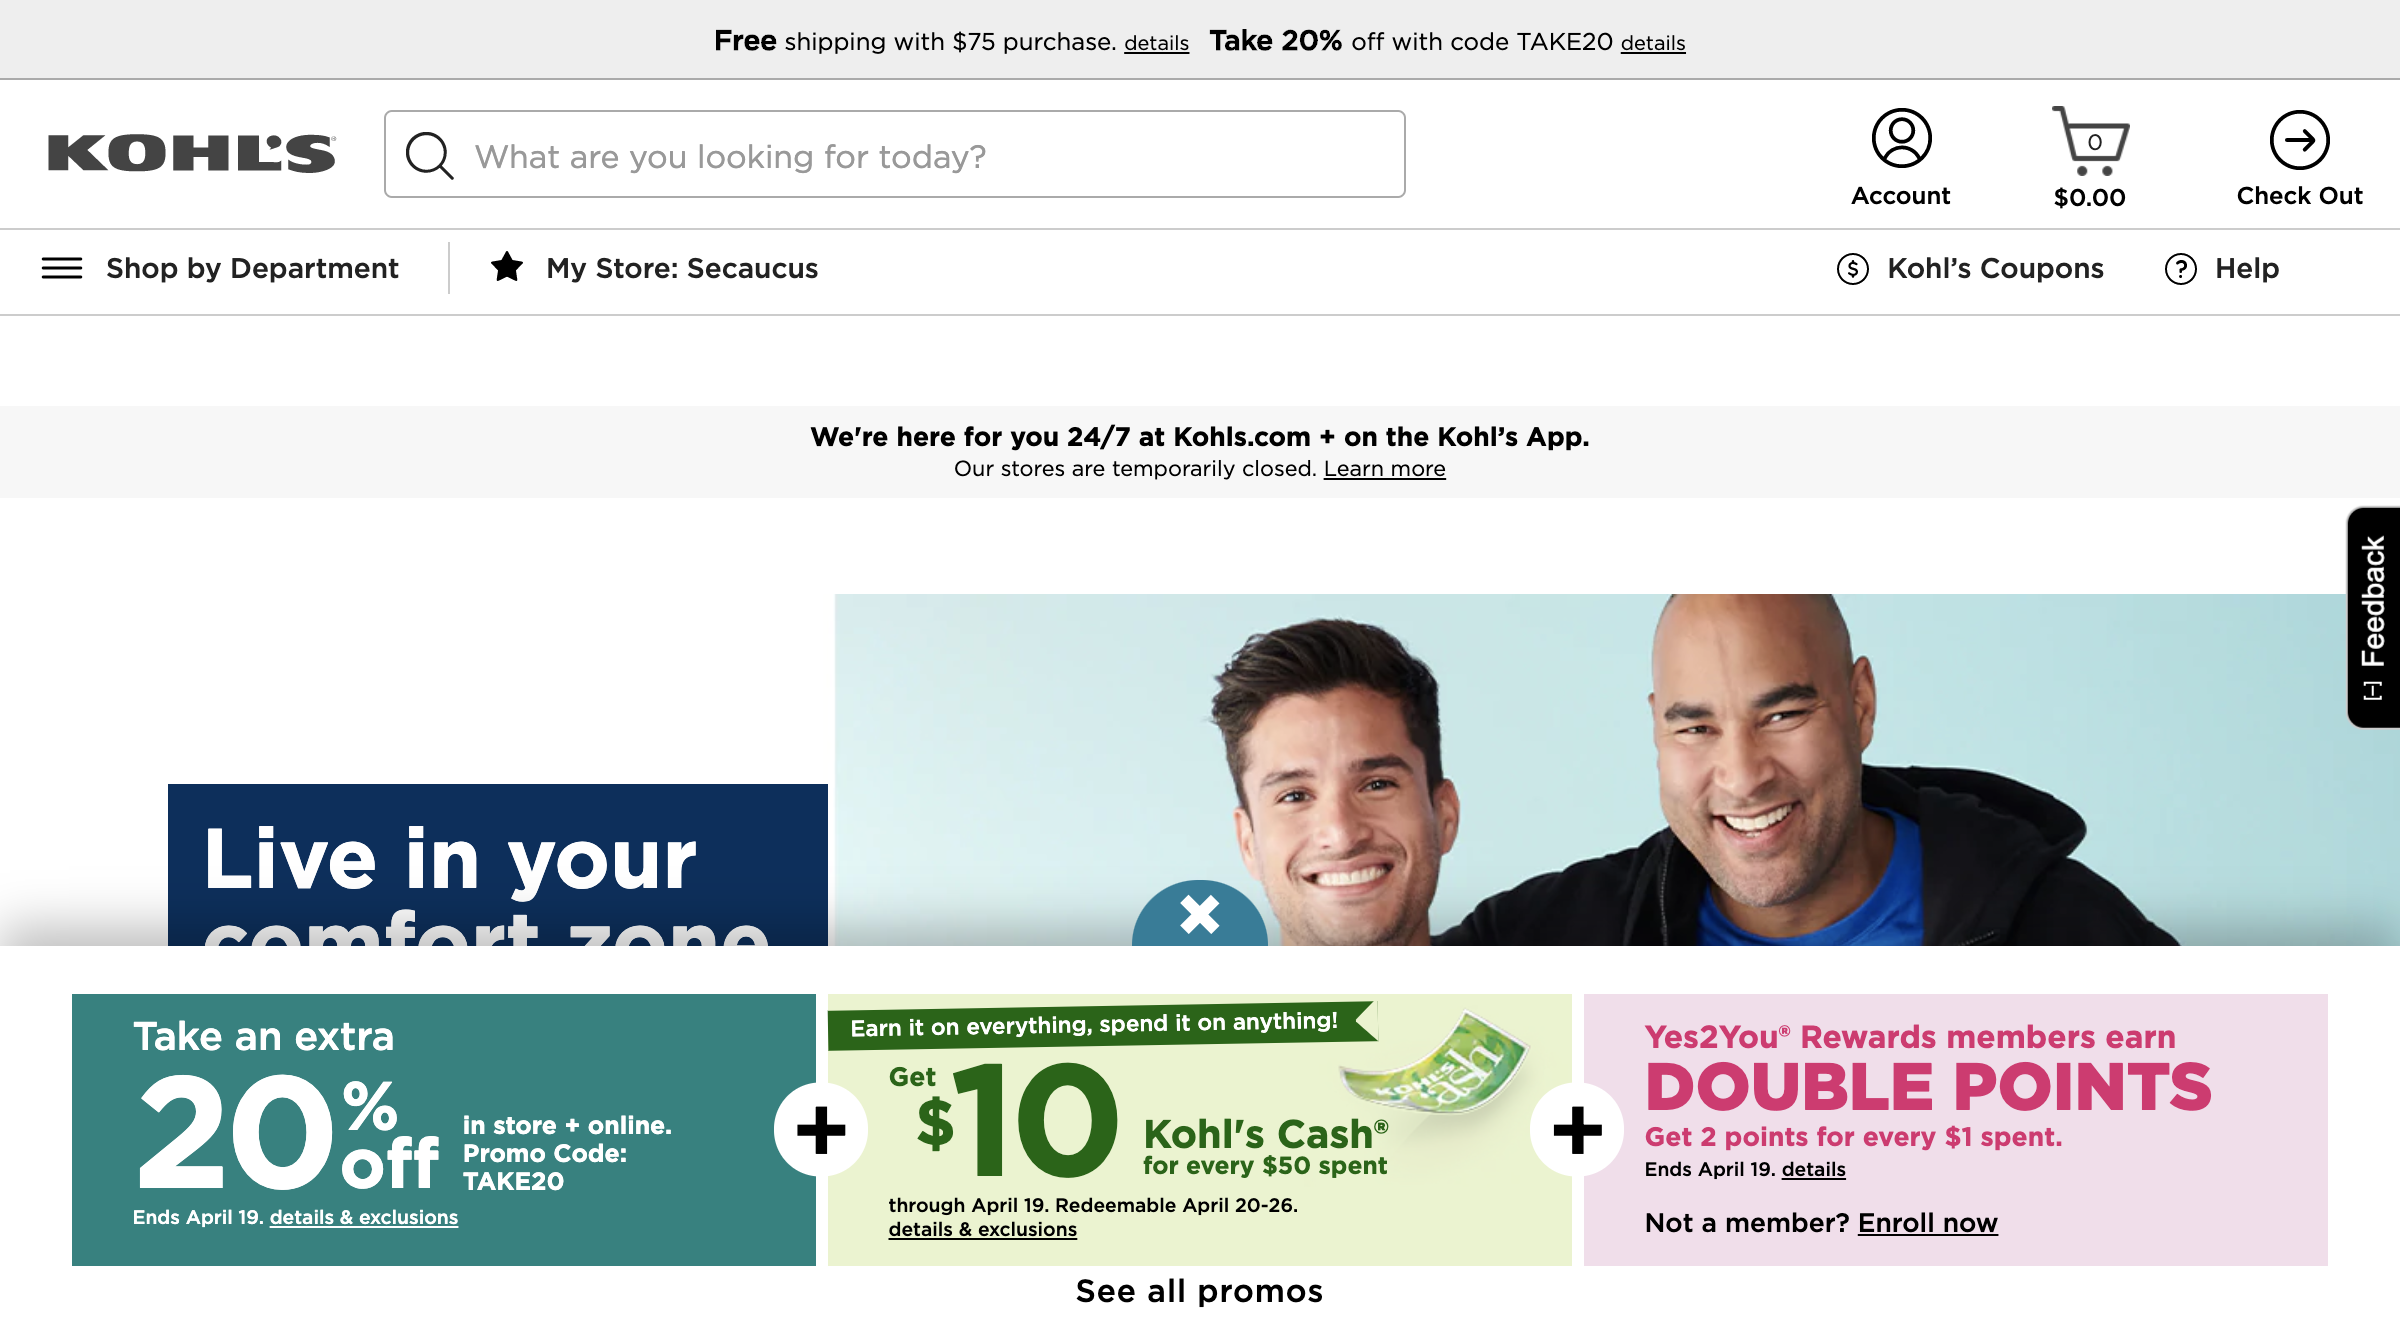 Free shipping with $75 purchase. details Take 20% off with code TAKE20 details
KOHL'S
What are you looking for today?
Account
0
$0.00
Check Out
Shop by Department
My Store: Secaucus
$ Kohl’s Coupons
? Help
We're here for you 24/7 at Kohls.com + on the Kohl’s App.
Our stores are temporarily closed. Learn more
[-] Feedback
Live in your
comfort zone
Take an extra
20% off
in store + online.
Promo Code:
TAKE20
Ends April 19. details & exclusions
+
Earn it on everything, spend it on anything!
Get
$10
Kohl's Cash®
for every $50 spent
through April 19. Redeemable April 20-26.
details & exclusions
KOHL'S
+
Yes2You® Rewards members earn
DOUBLE POINTS
Get 2 points for every $1 spent.
Ends April 19. details
Not a member? Enroll now
See all promos